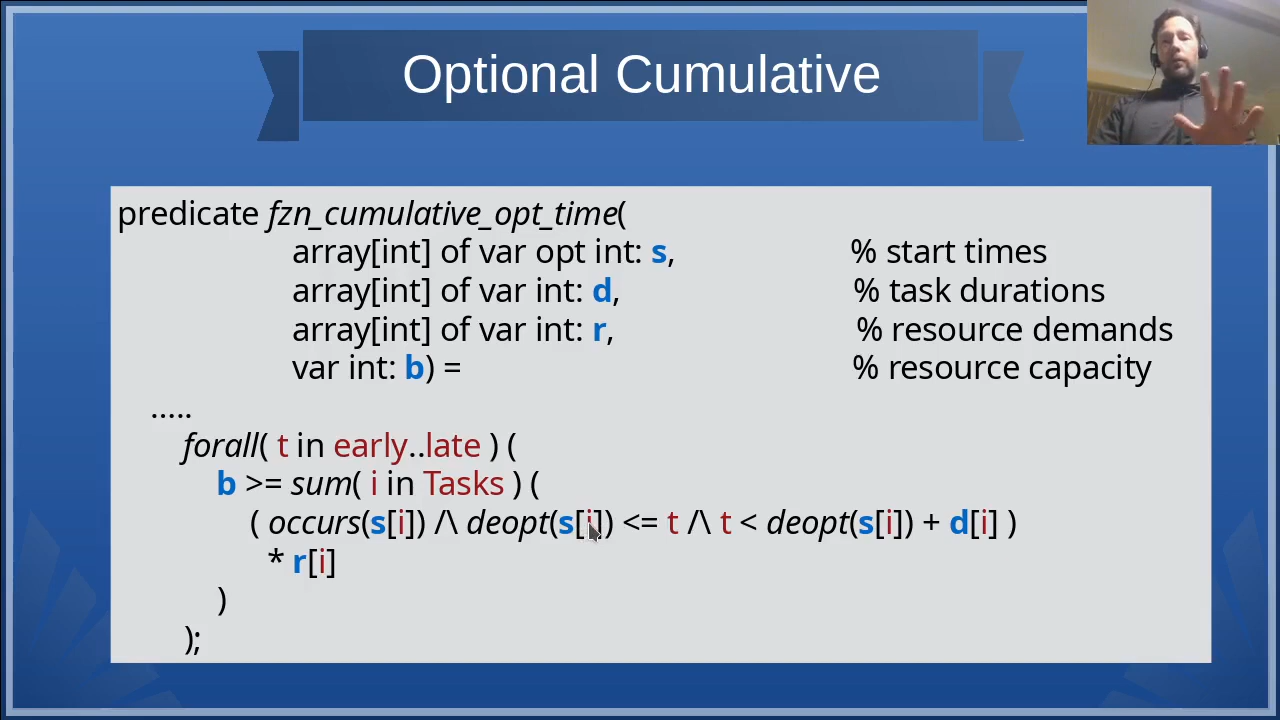 Optional Cumulative
predicate fzn_cumulative_opt_time(
array[int] of var opt int: s, % start times
array[int] of var int: d, % task durations
array[int] of var int: r, % resource demands
var int: b) = % resource capacity
.....
forall( t in early..late ) (
b >= sum( i in Tasks ) (
( occurs(s[i]) /\ deopt(s[i]) <= t /\ t < deopt(s[i]) + d[i] )
* r[i]
)
);